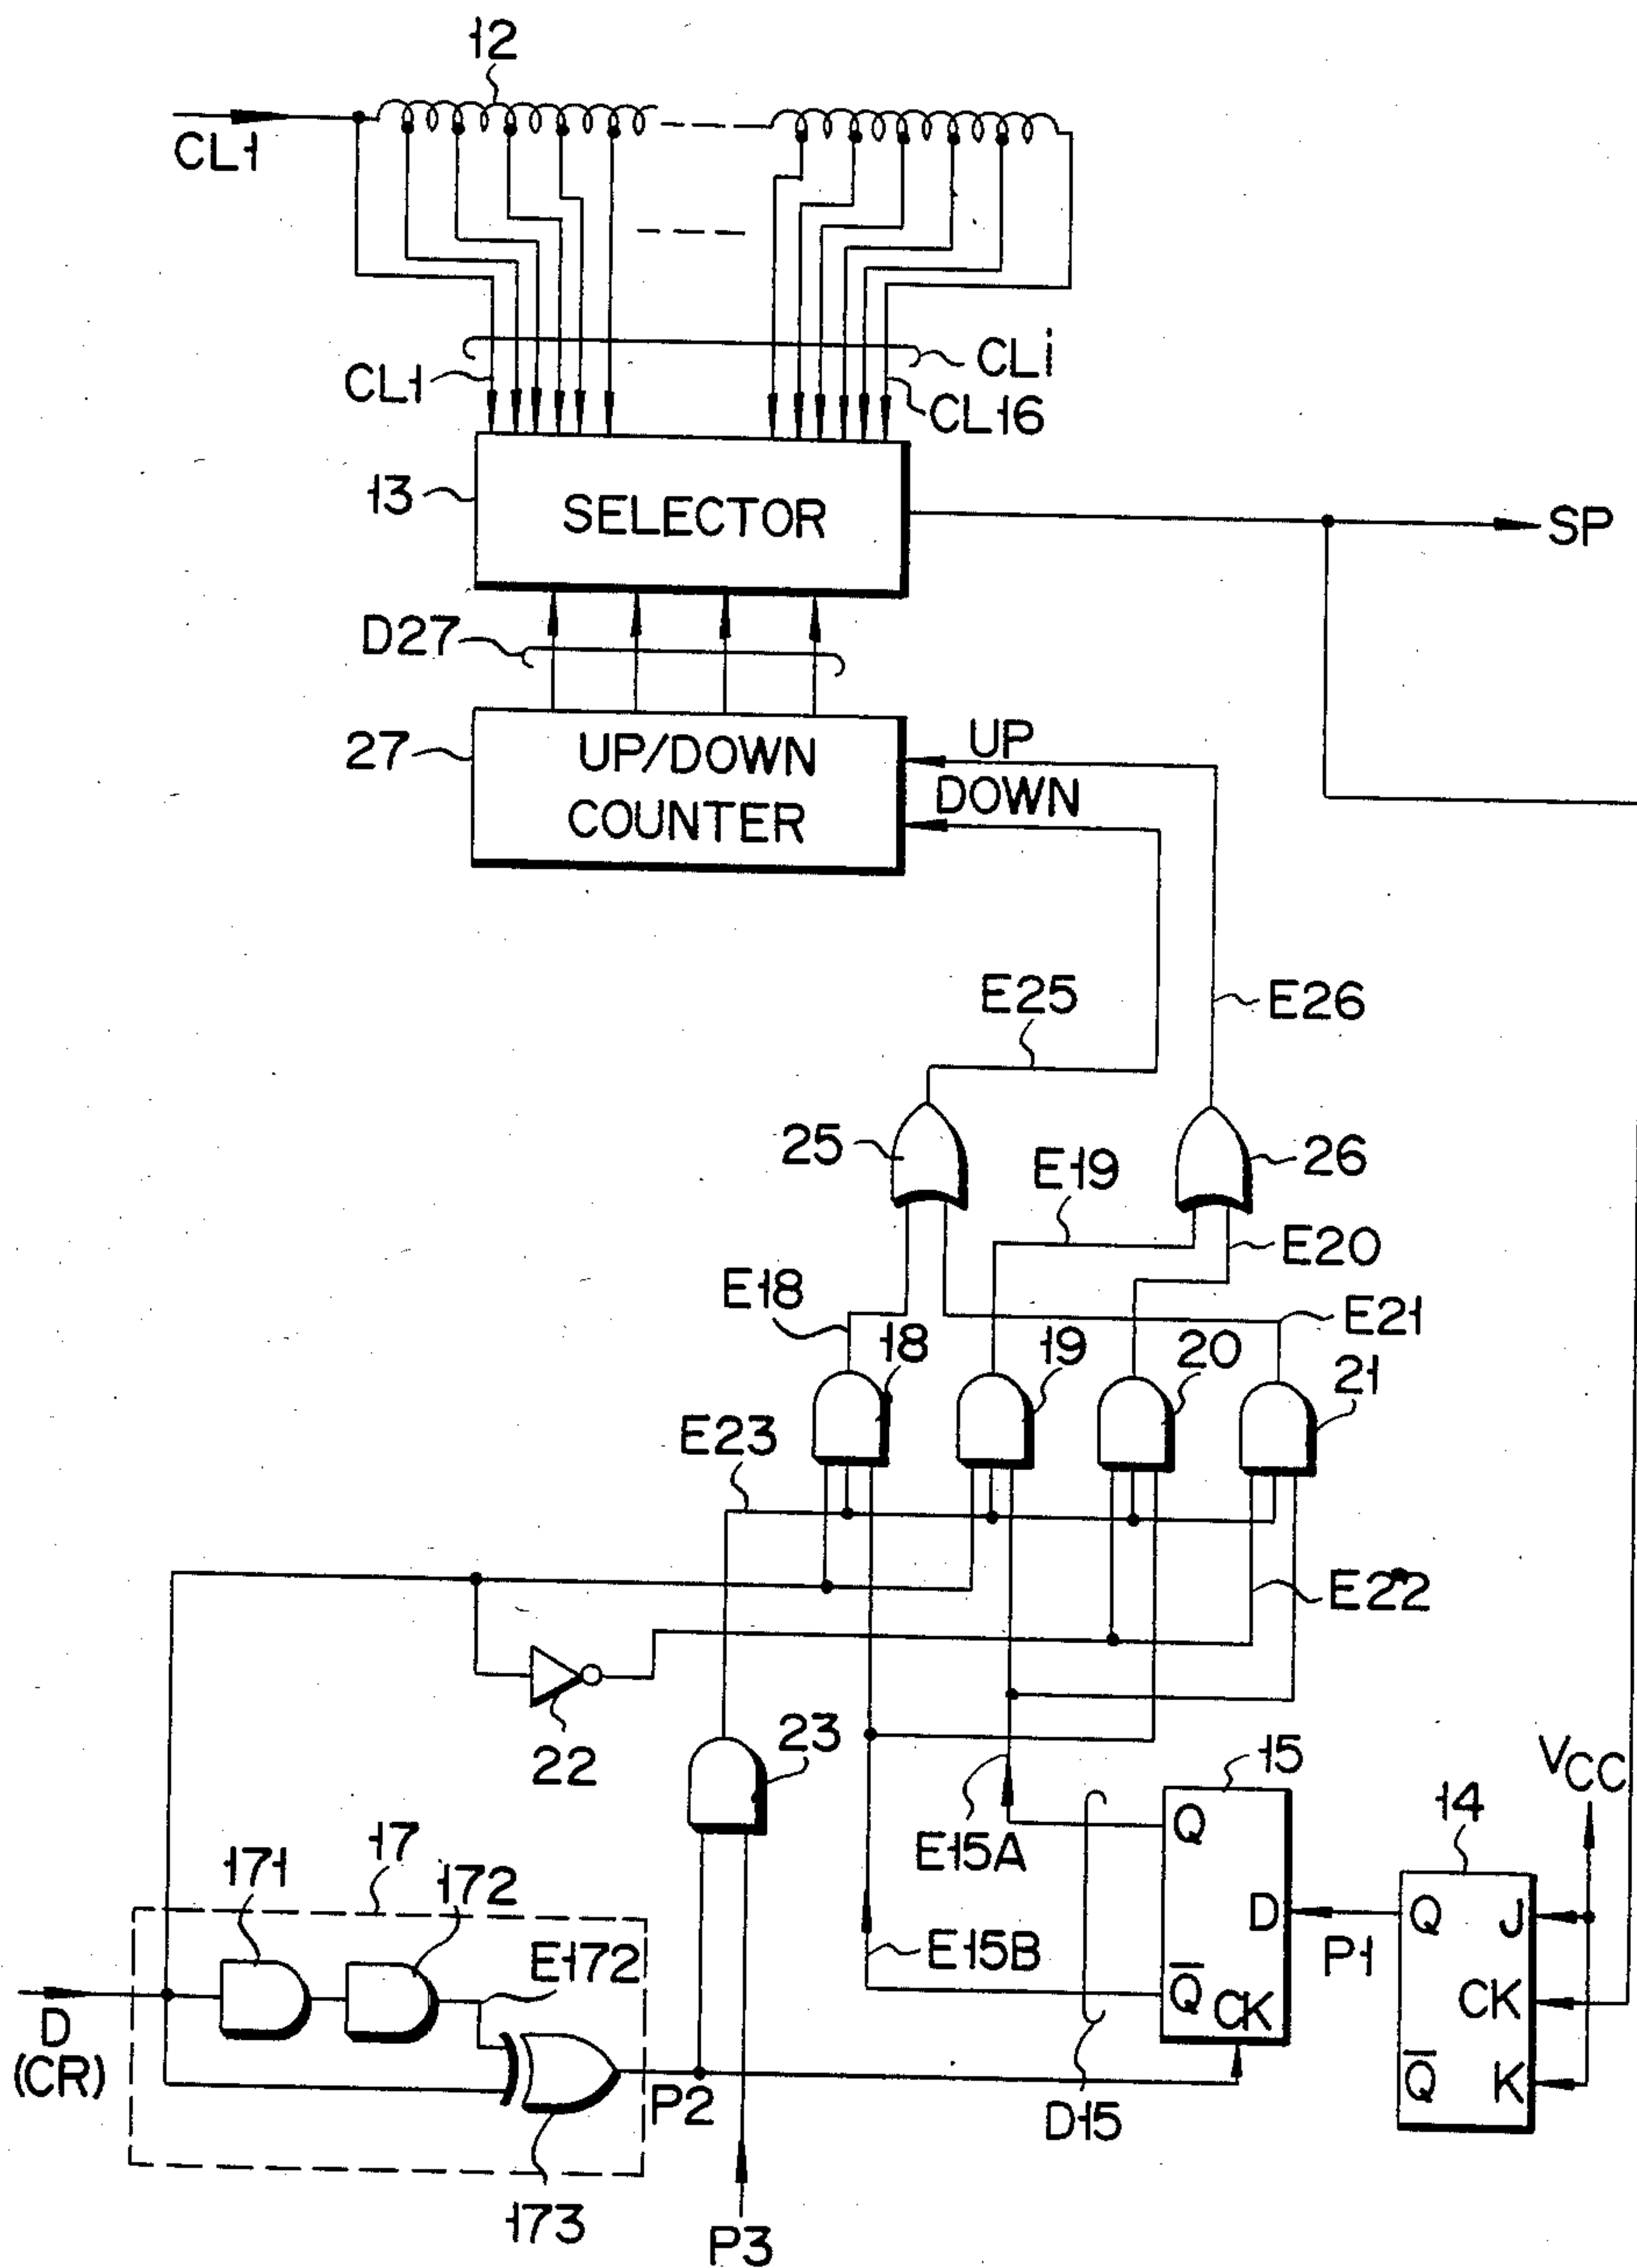 12
CL1
CLi
CL1
CL16
13
SELECTOR
SP
D27
27
UP/DOWN
COUNTER
UP
DOWN
E25
E26
25
E19
26
E20
E18
E21
18
19
20
21
E23
E22
22
23
15
VCC
14
Q
E15A
17
171
172
D
P1
Q
J
E172
E15B
Q̅
CK
CK
D
(CR)
P2
D15
Q̅
K
173
P3